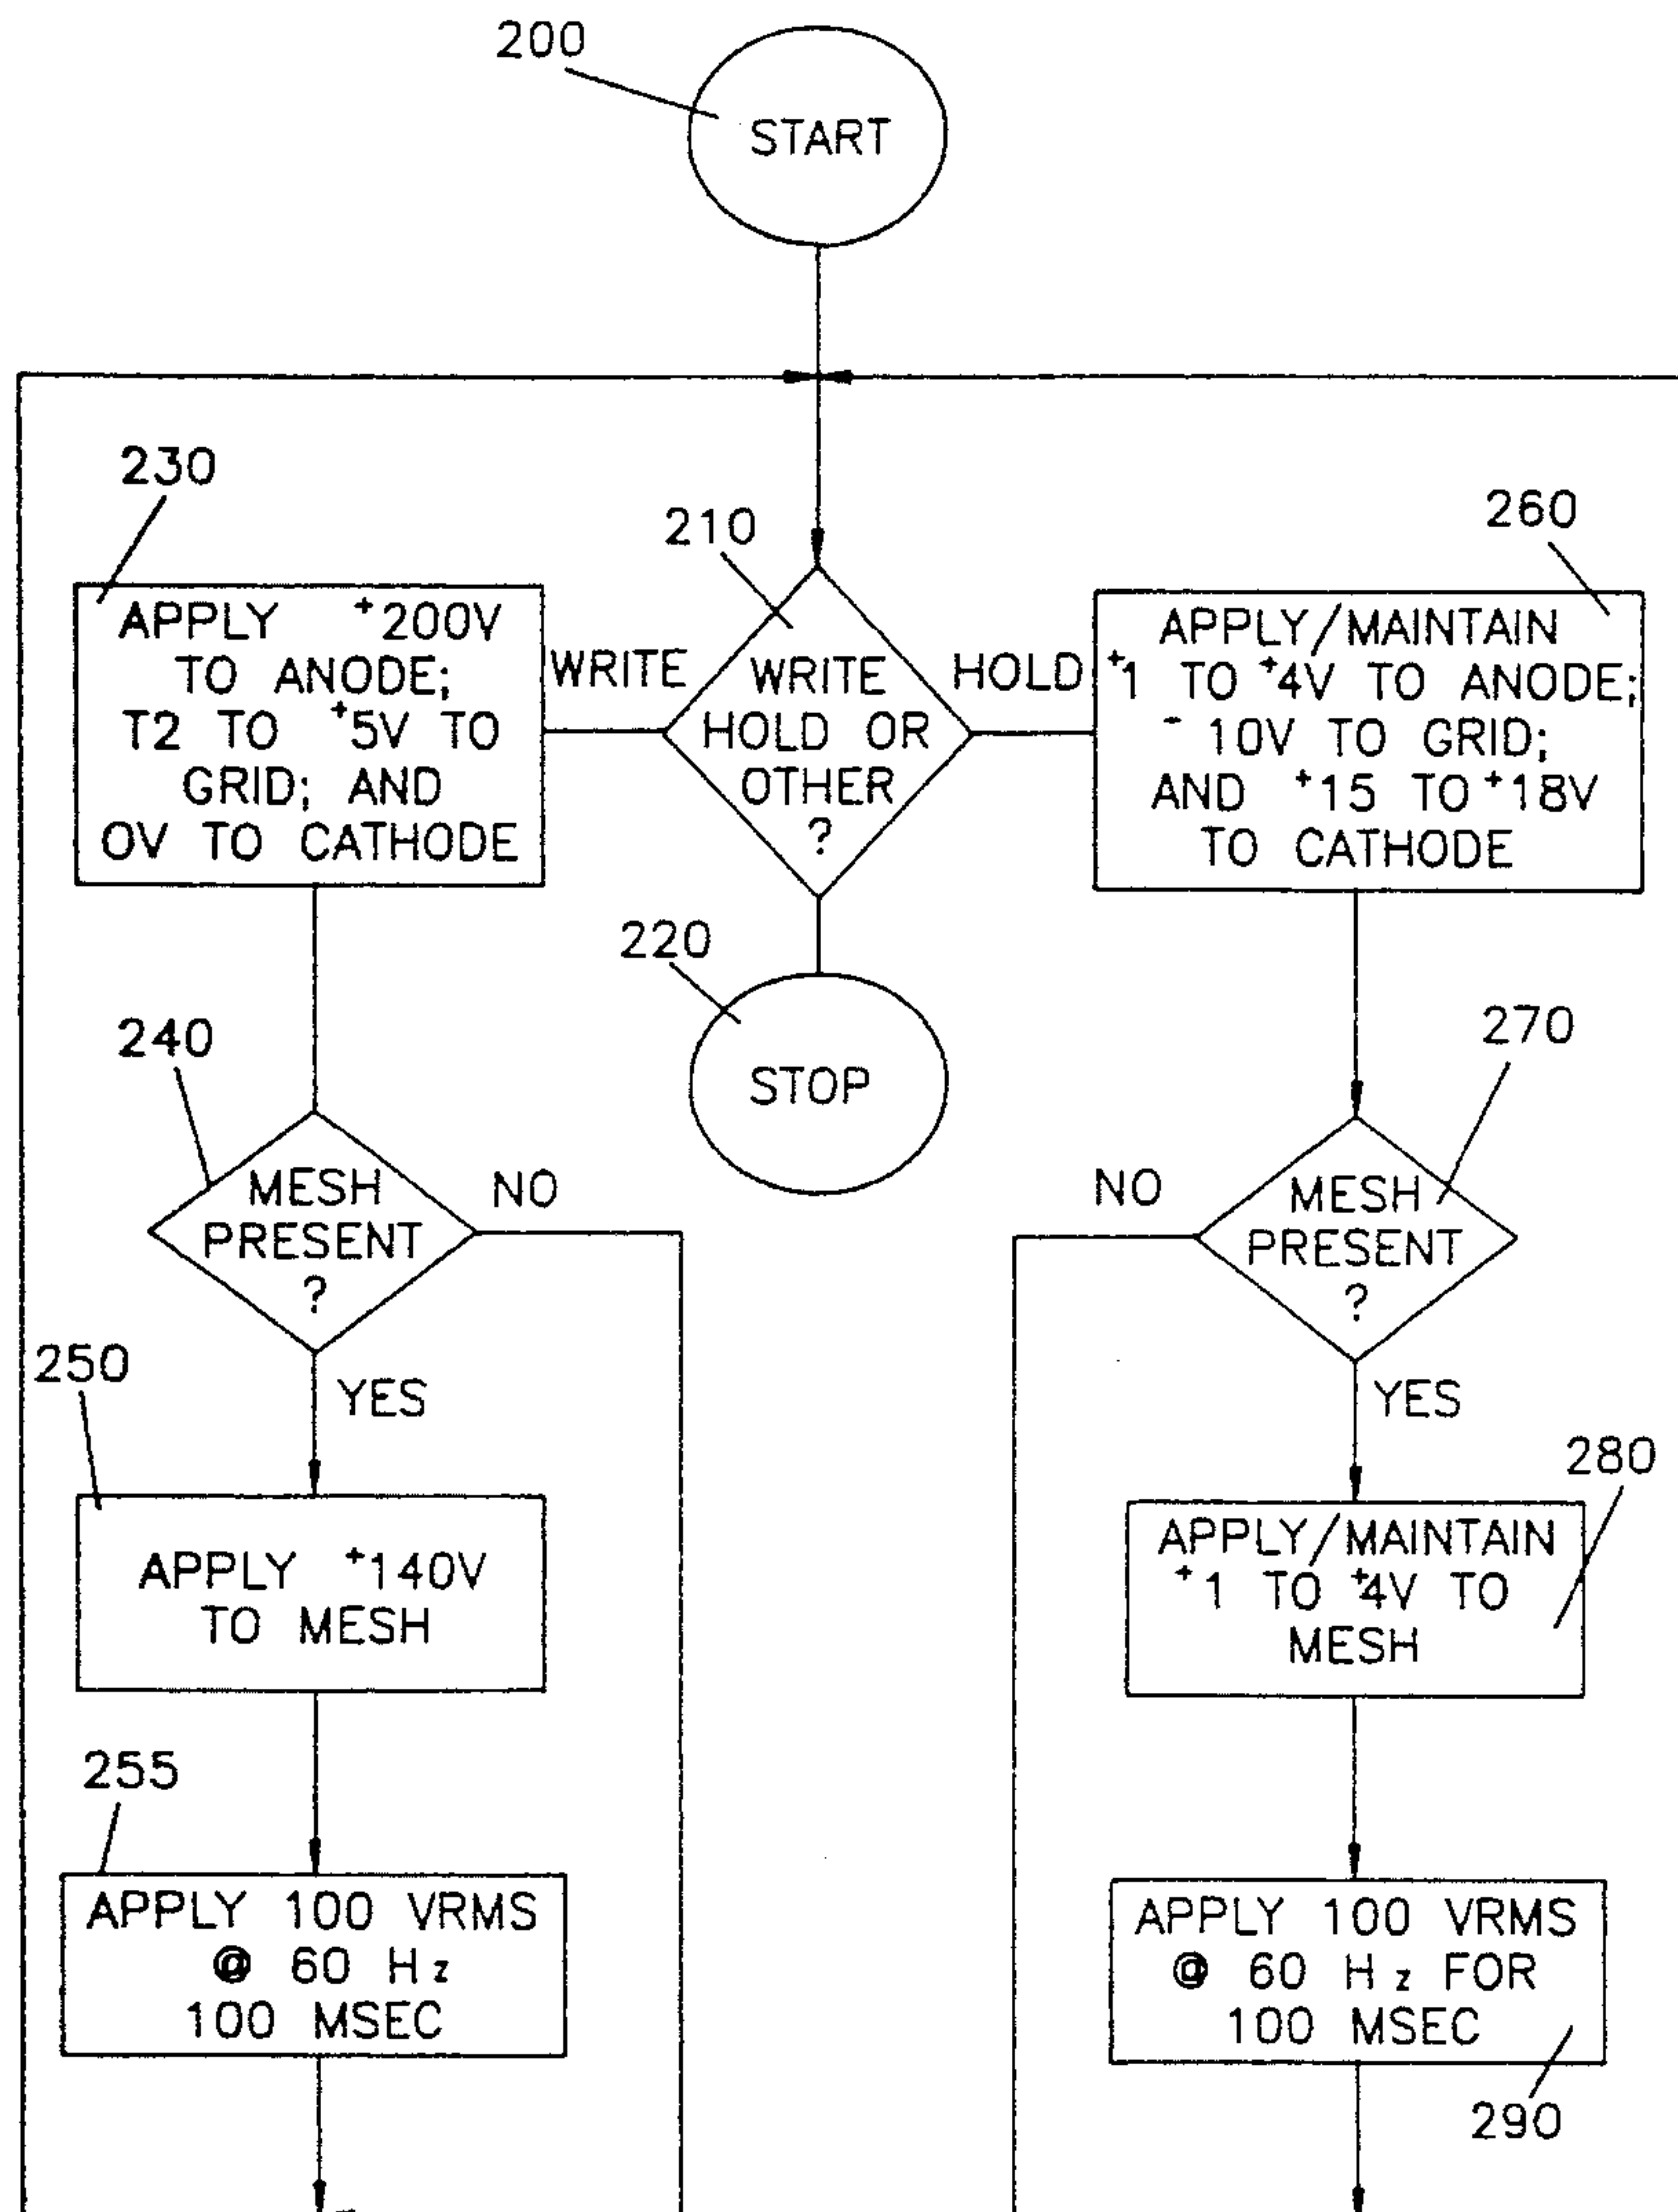 200
START
230
210
260
APPLY +200V
TO ANODE;
T2 TO +5V TO
GRID; AND
0V TO CATHODE
WRITE
WRITE
HOLD OR
OTHER
?
HOLD
APPLY/MAINTAIN
+1 TO +4V TO ANODE;
-10V TO GRID;
AND +15 TO +18V
TO CATHODE
220
STOP
240
MESH
PRESENT
?
NO
270
NO
MESH
PRESENT
?
250
YES
YES
280
APPLY +140V
TO MESH
APPLY/MAINTAIN
+1 TO +4V TO
MESH
255
APPLY 100 VRMS
@ 60 Hz
100 MSEC
APPLY 100 VRMS
@ 60 Hz FOR
100 MSEC
290